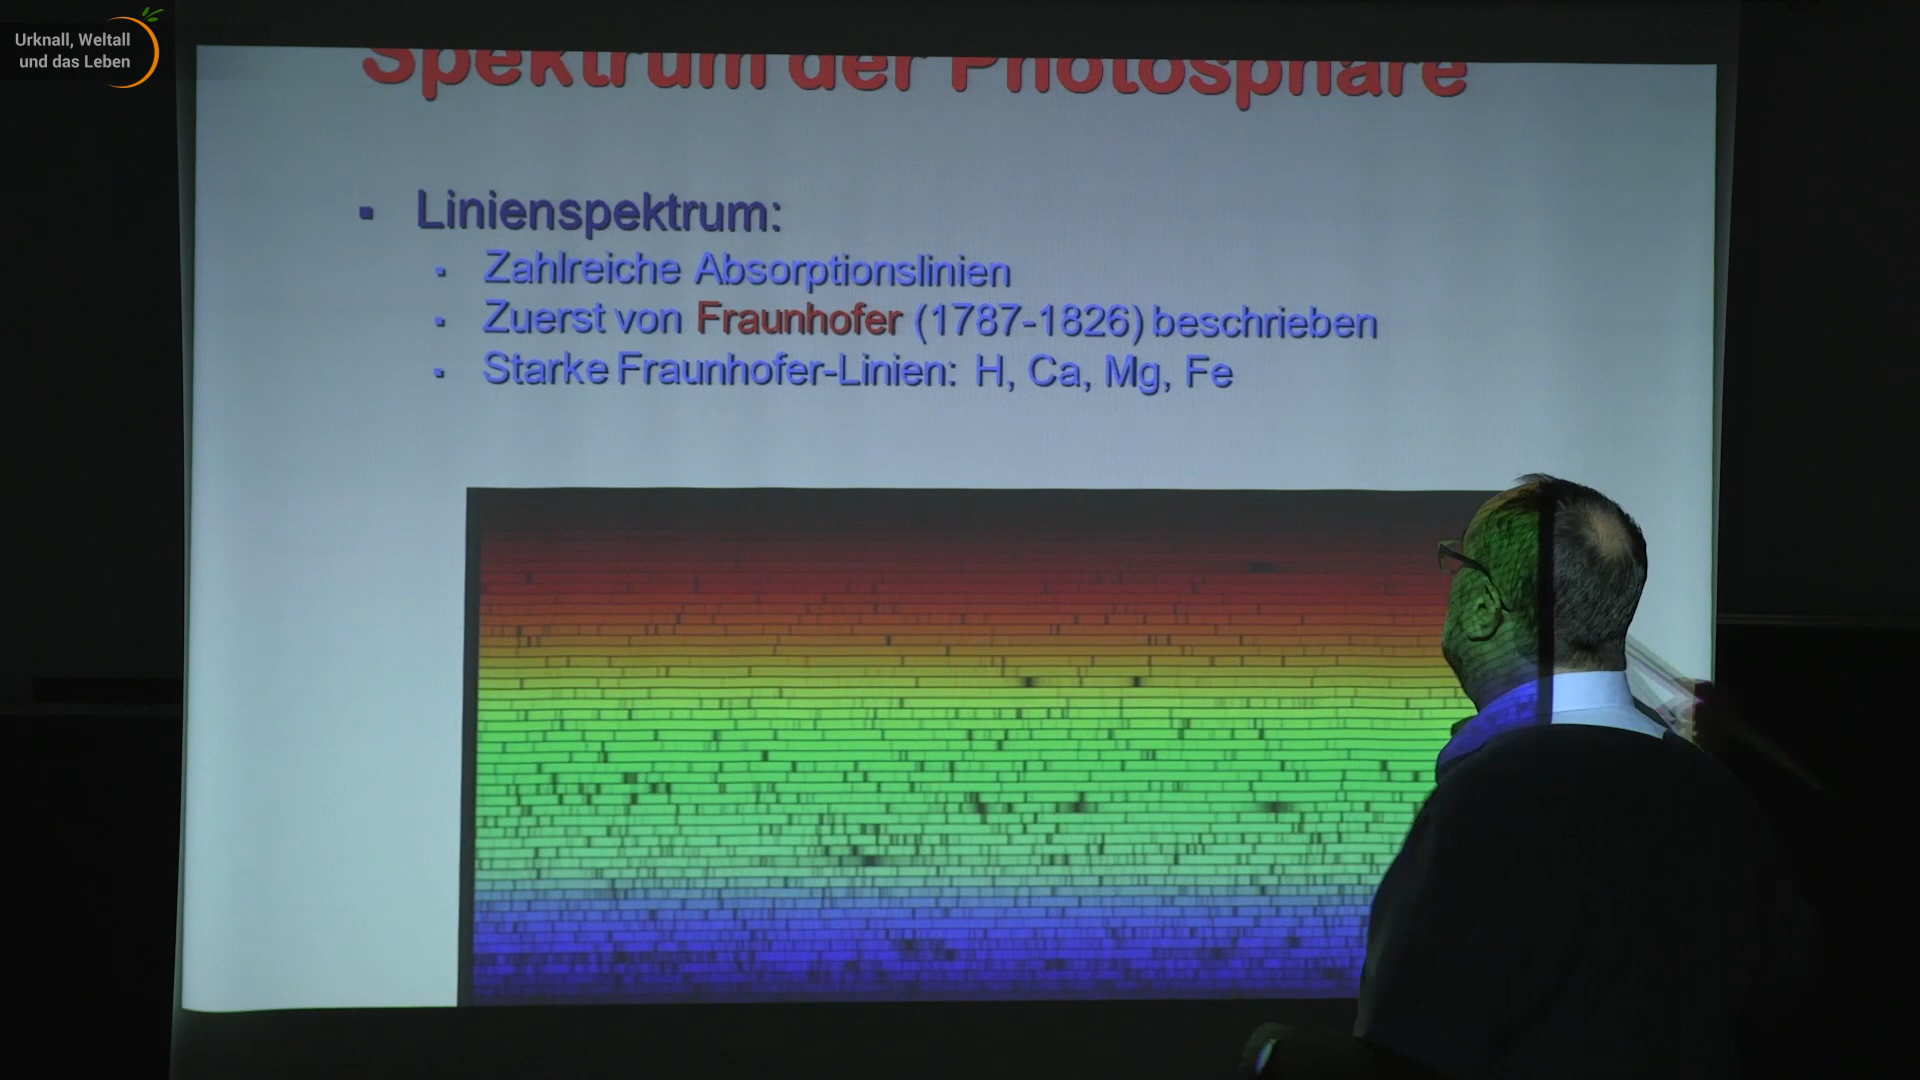 Urknall, Weltall
und das Leben
Spektrum der Photosphäre
▪ Linienspektrum:
▪ Zahlreiche Absorptionslinien
▪ Zuerst von Fraunhofer (1787-1826) beschrieben
▪ Starke Fraunhofer-Linien: H, Ca, Mg, Fe